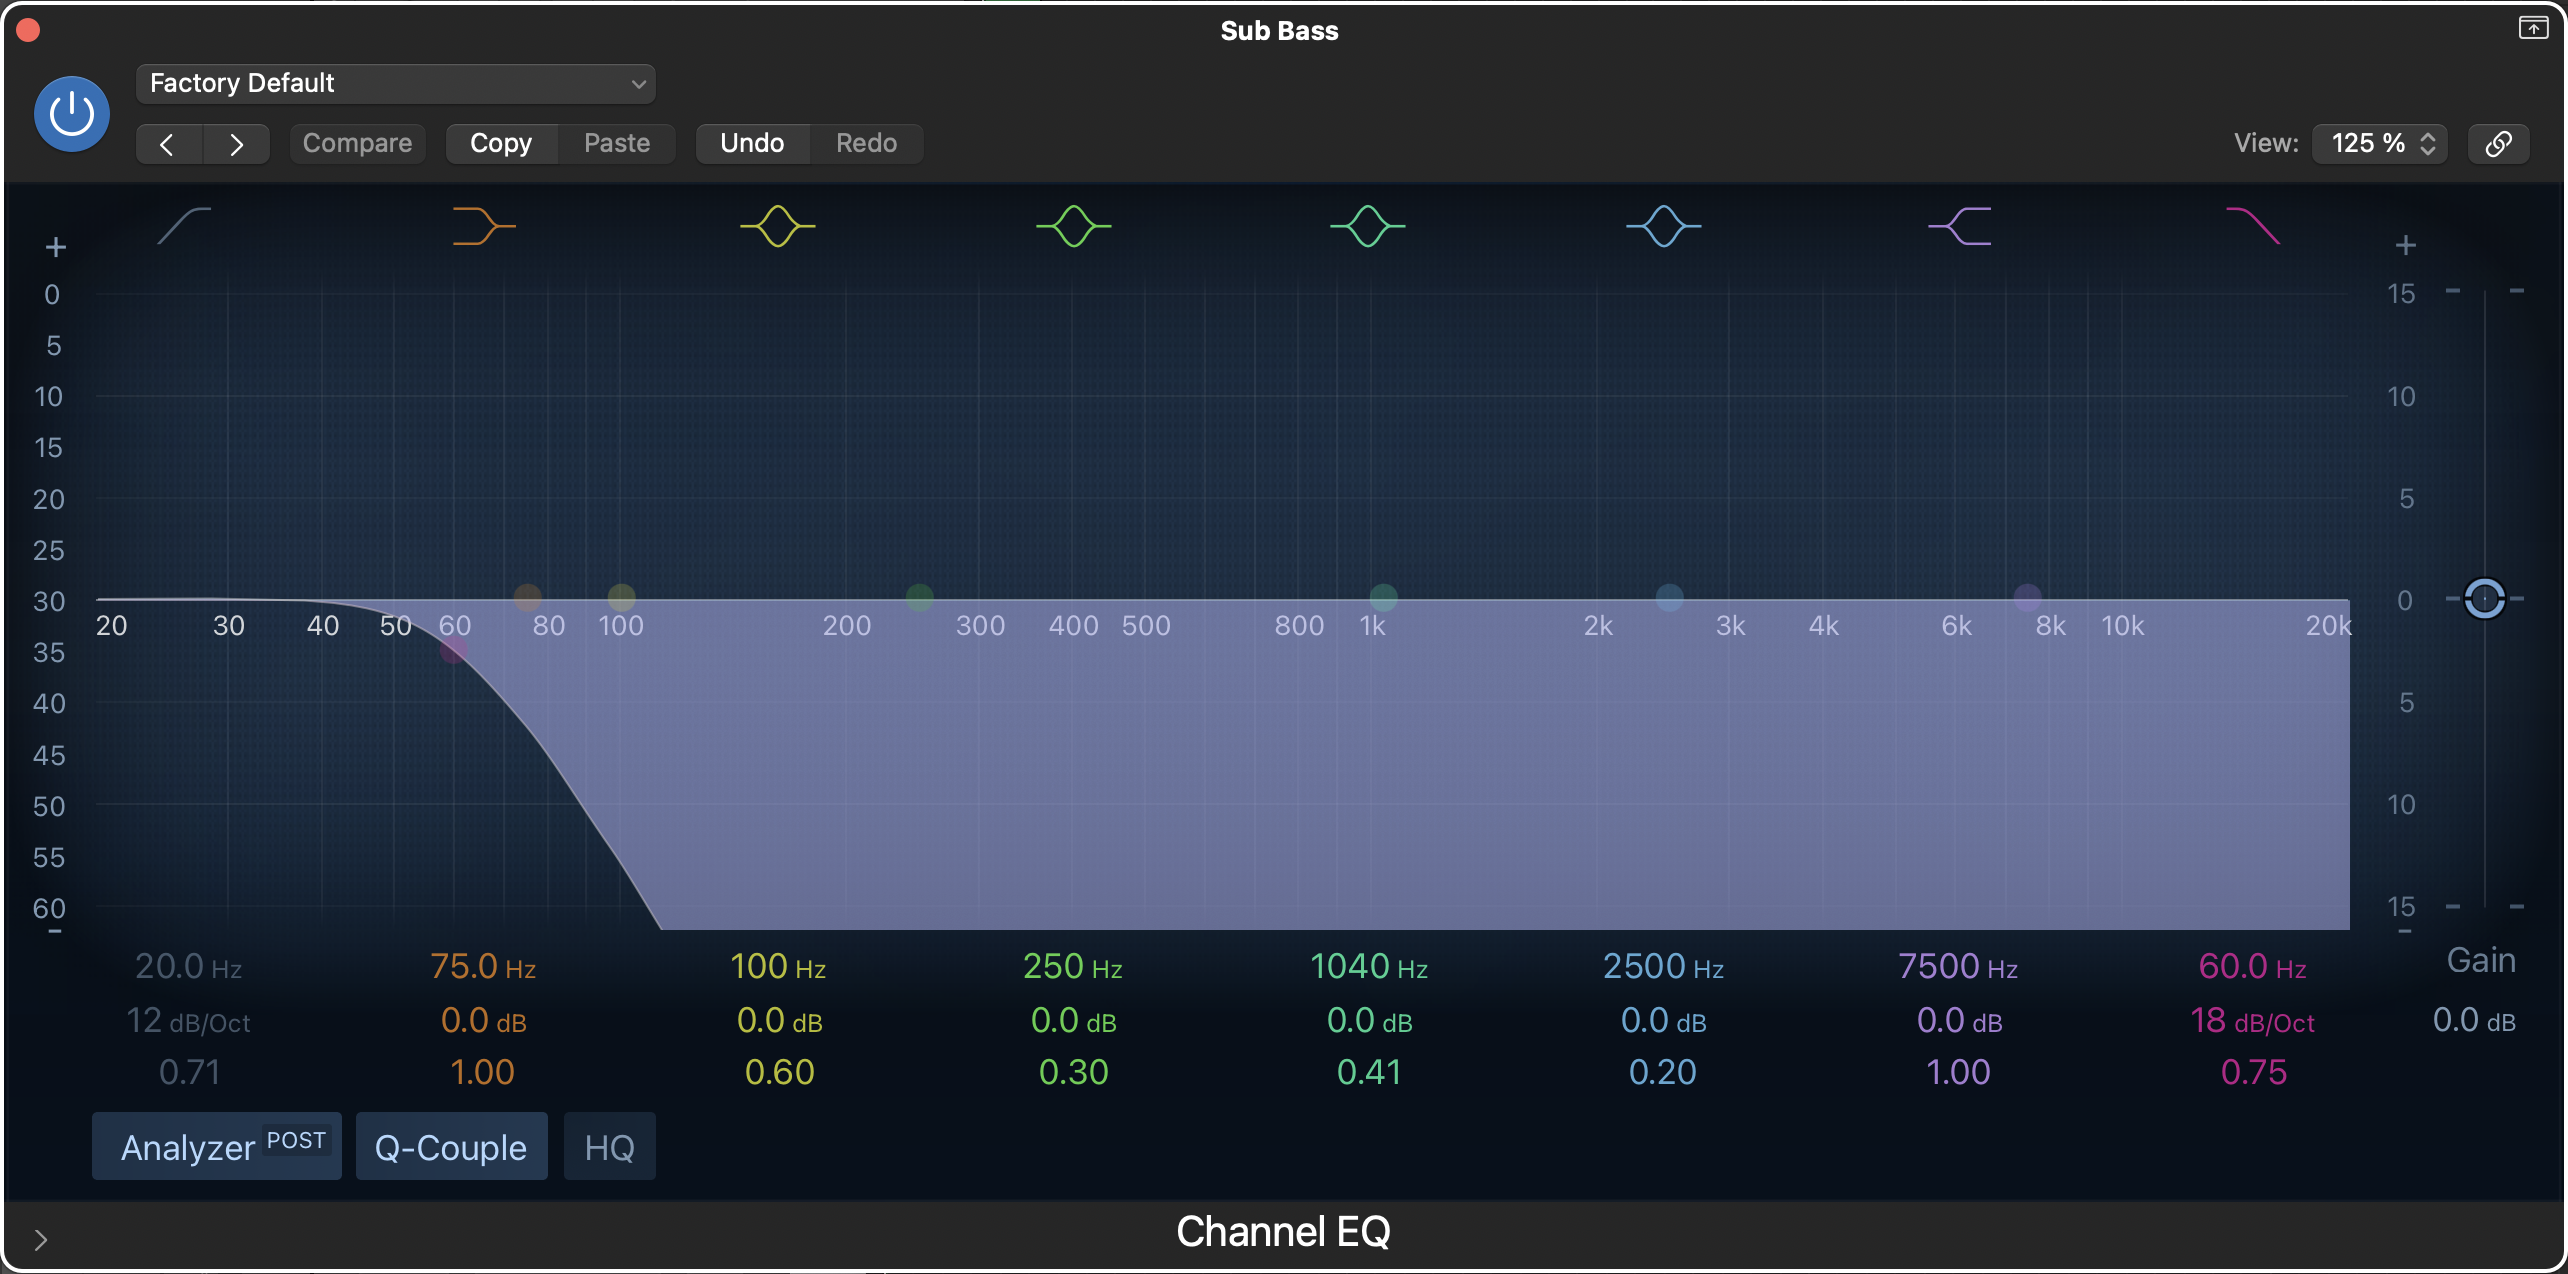 Sub Bass
Factory Default
Compare Copy Paste Undo Redo View: 125 %
+ +
0 15
5
10 10
15
20 5
25
30 0
20 30 40 50 60 80 100 200 300 400 500 800 1k 2k 3k 4k 6k 8k 10k 20k
35
40 5
45
50 10
55
60 15
- -
20.0 Hz 75.0 Hz 100 Hz 250 Hz 1040 Hz 2500 Hz 7500 Hz 60.0 Hz Gain
12 dB/Oct 0.0 dB 0.0 dB 0.0 dB 0.0 dB 0.0 dB 0.0 dB 18 dB/Oct 0.0 dB
0.71 1.00 0.60 0.30 0.41 0.20 1.00 0.75
Analyzer POST Q-Couple HQ
Channel EQ